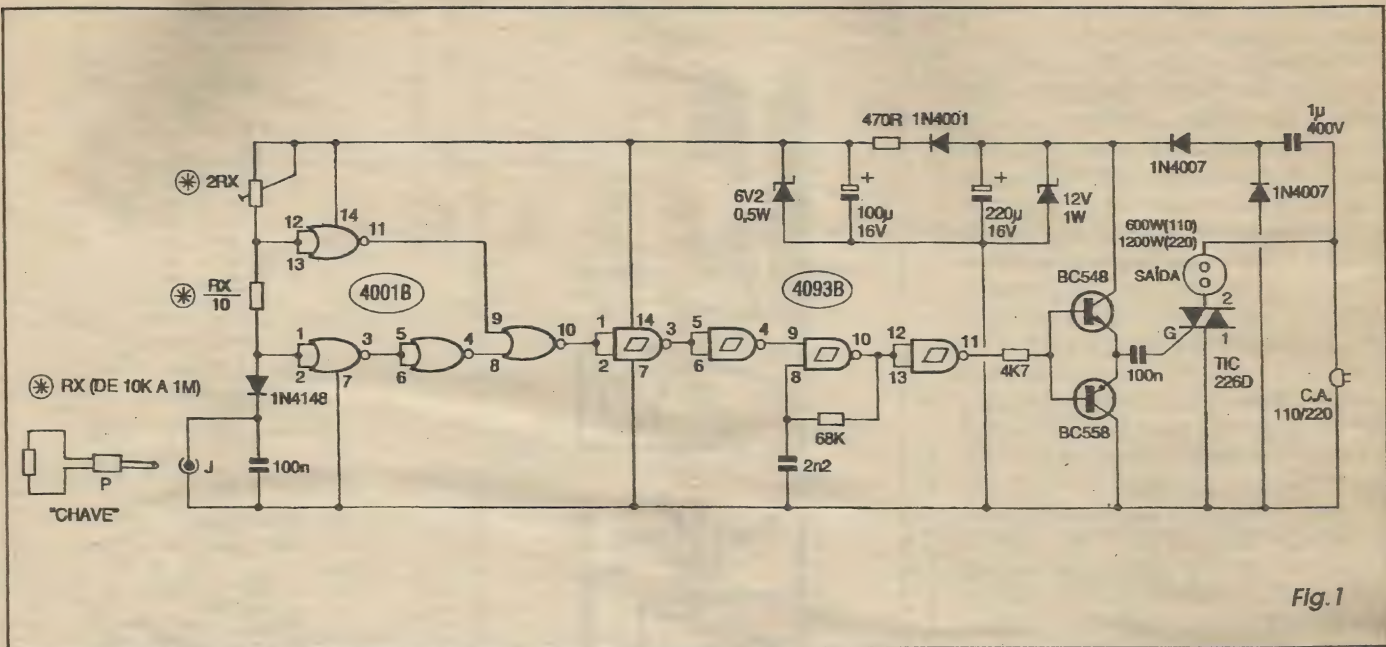 2RX
12
13
14
11
RX
10
4001B
1
2
3
5
6
4
7
9
8
10
RX (DE 10K A 1M)
1N4148
J
100n
P
"CHAVE"
6V2
0,5W
100µ
16V
+
470R
1N4001
220µ
16V
+
12V
1W
1N4007
1µ
400V
1N4007
4093B
1
2
14
3
7
5
6
4
9
8
10
12
13
11
68K
2n2
4K7
BC548
BC558
100n
600W(110)
1200W(220)
SAÍDA
G
2
1
TIC
226D
C.A.
110/220
Fig.1